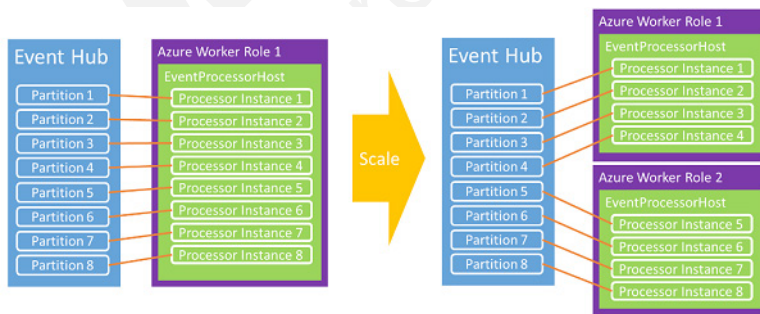 Event Hub
Partition 1
Partition 2
Partition 3
Partition 4
Partition 5
Partition 6
Partition 7
Partition 8
Azure Worker Role 1
EventProcessorHost
Processor Instance 1
Processor Instance 2
Processor Instance 3
Processor Instance 4
Processor Instance 5
Processor Instance 6
Processor Instance 7
Processor Instance 8
Scale
Event Hub
Partition 1
Partition 2
Partition 3
Partition 4
Partition 5
Partition 6
Partition 7
Partition 8
Azure Worker Role 1
EventProcessorHost
Processor Instance 1
Processor Instance 2
Processor Instance 3
Processor Instance 4
Azure Worker Role 2
EventProcessorHost
Processor Instance 5
Processor Instance 6
Processor Instance 7
Processor Instance 8